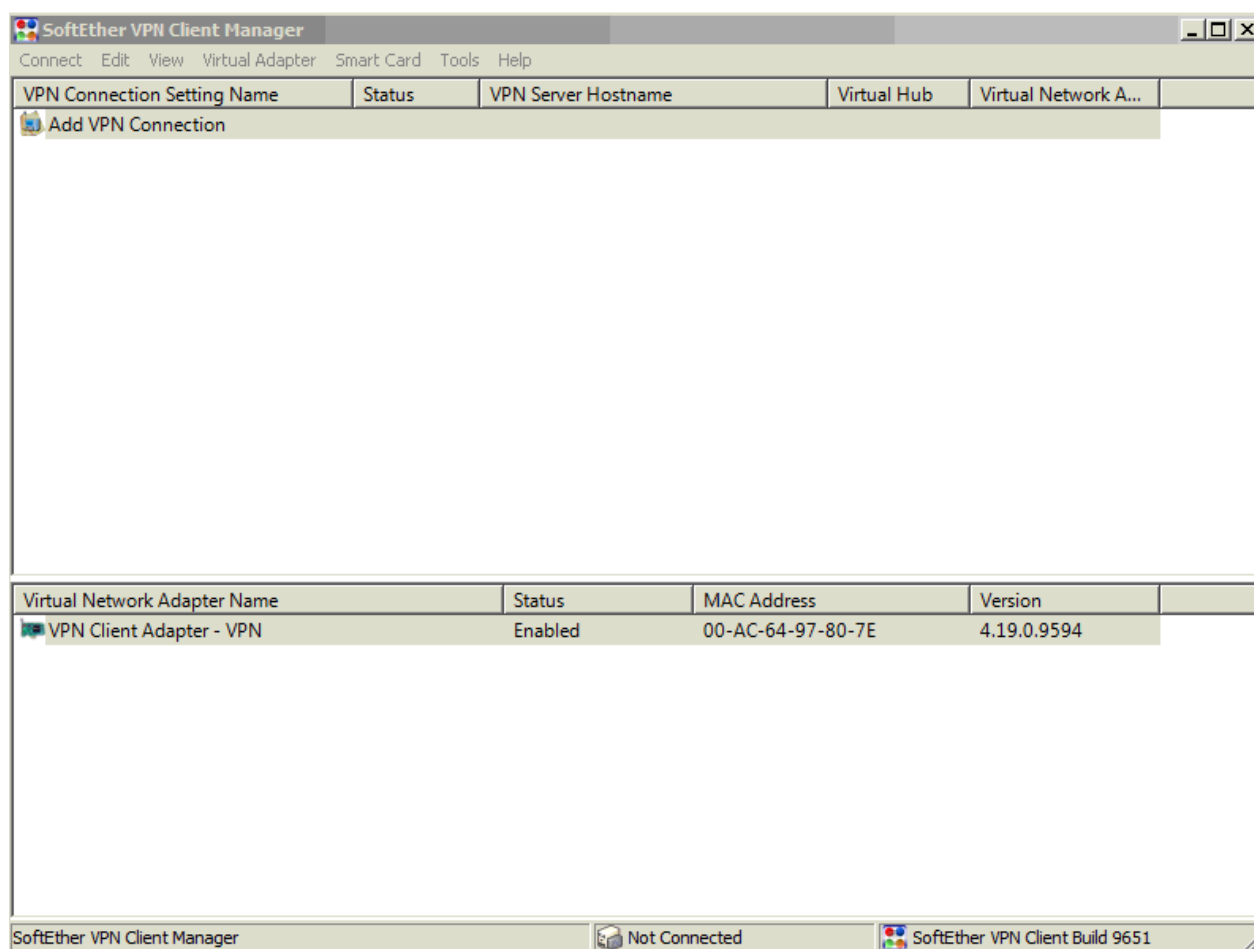 SoftEther VPN Client Manager
Connect Edit View Virtual Adapter Smart Card Tools Help
VPN Connection Setting Name Status VPN Server Hostname Virtual Hub Virtual Network A...
Add VPN Connection
Virtual Network Adapter Name Status MAC Address Version
VPN Client Adapter - VPN Enabled 00-AC-64-97-80-7E 4.19.0.9594
SoftEther VPN Client Manager Not Connected SoftEther VPN Client Build 9651